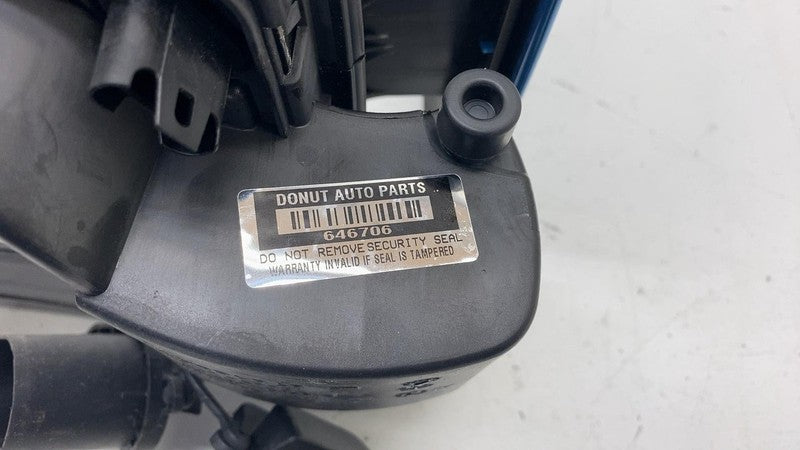 DONUT AUTO PARTS
646706
DO NOT REMOVE SECURITY SEAL
WARRANTY INVALID IF SEAL IS TAMPERED